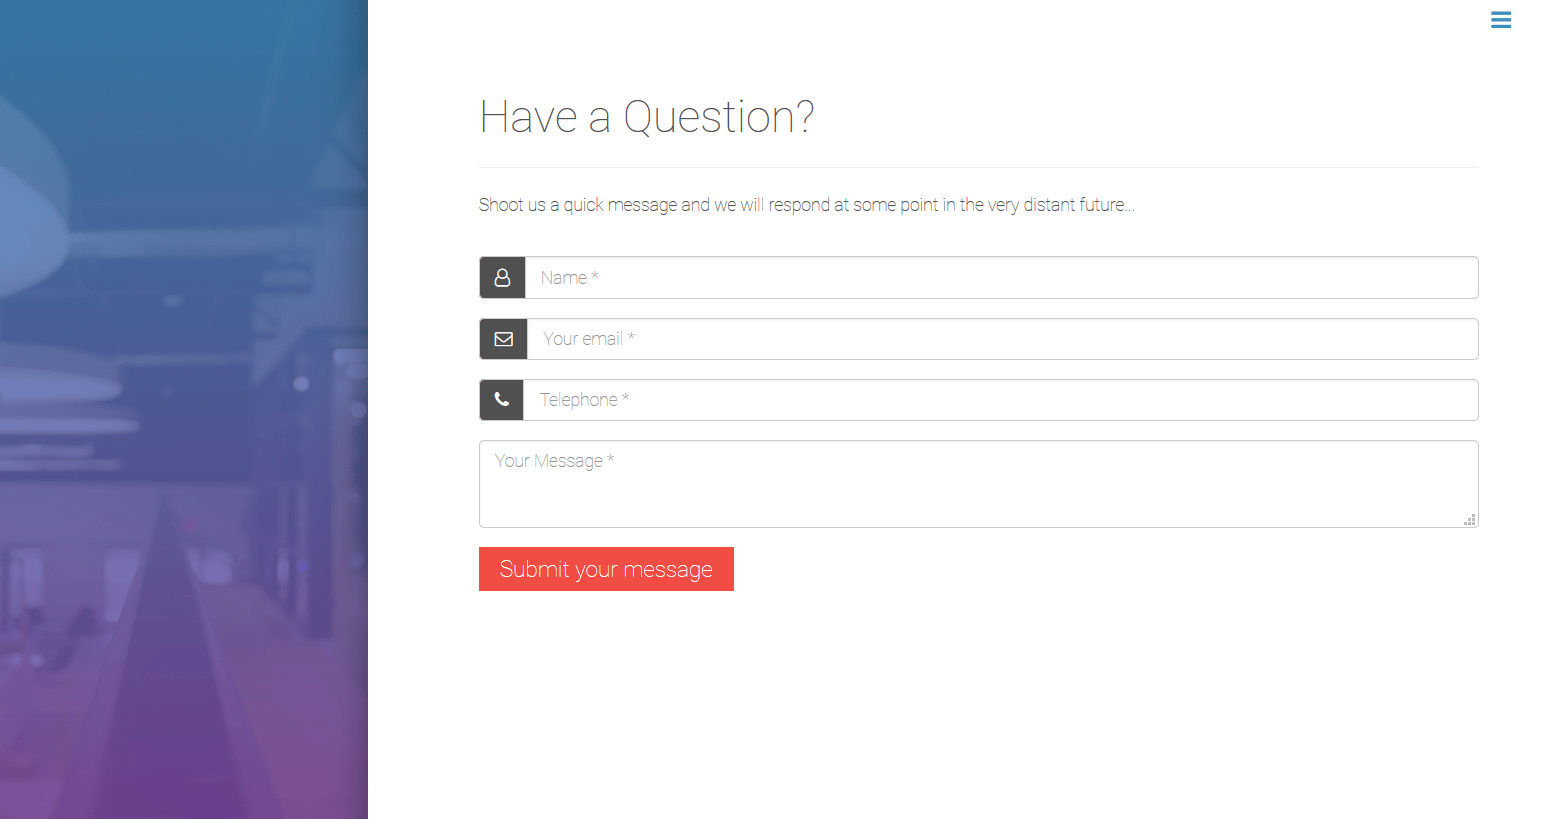 Have a Question?
Shoot us a quick message and we will respond at some point in the very distant future...
Name *
Your email *
Telephone *
Your Message *
Submit your message